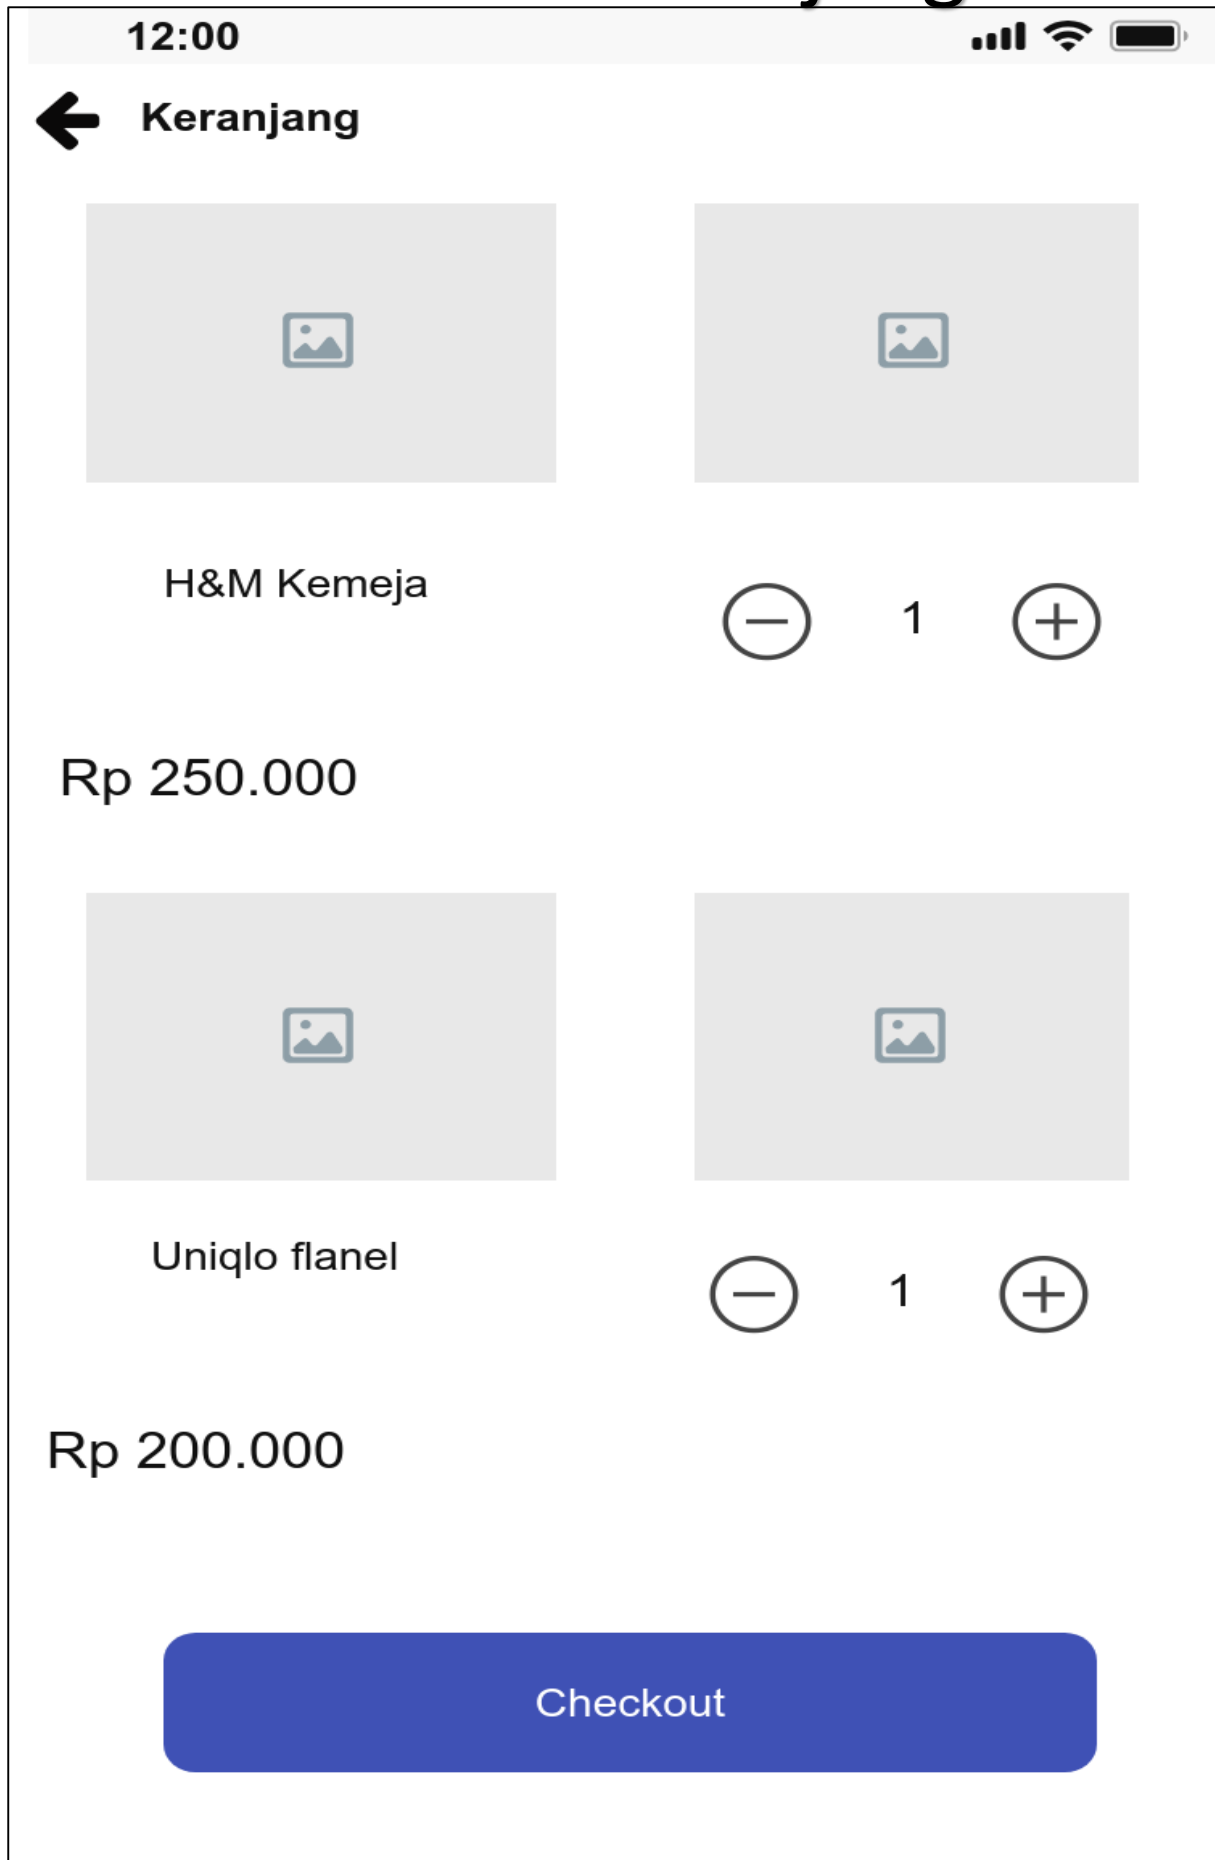 12:00
Keranjang
H&M Kemeja
1
Rp 250.000
Uniqlo flanel
1
Rp 200.000
Checkout